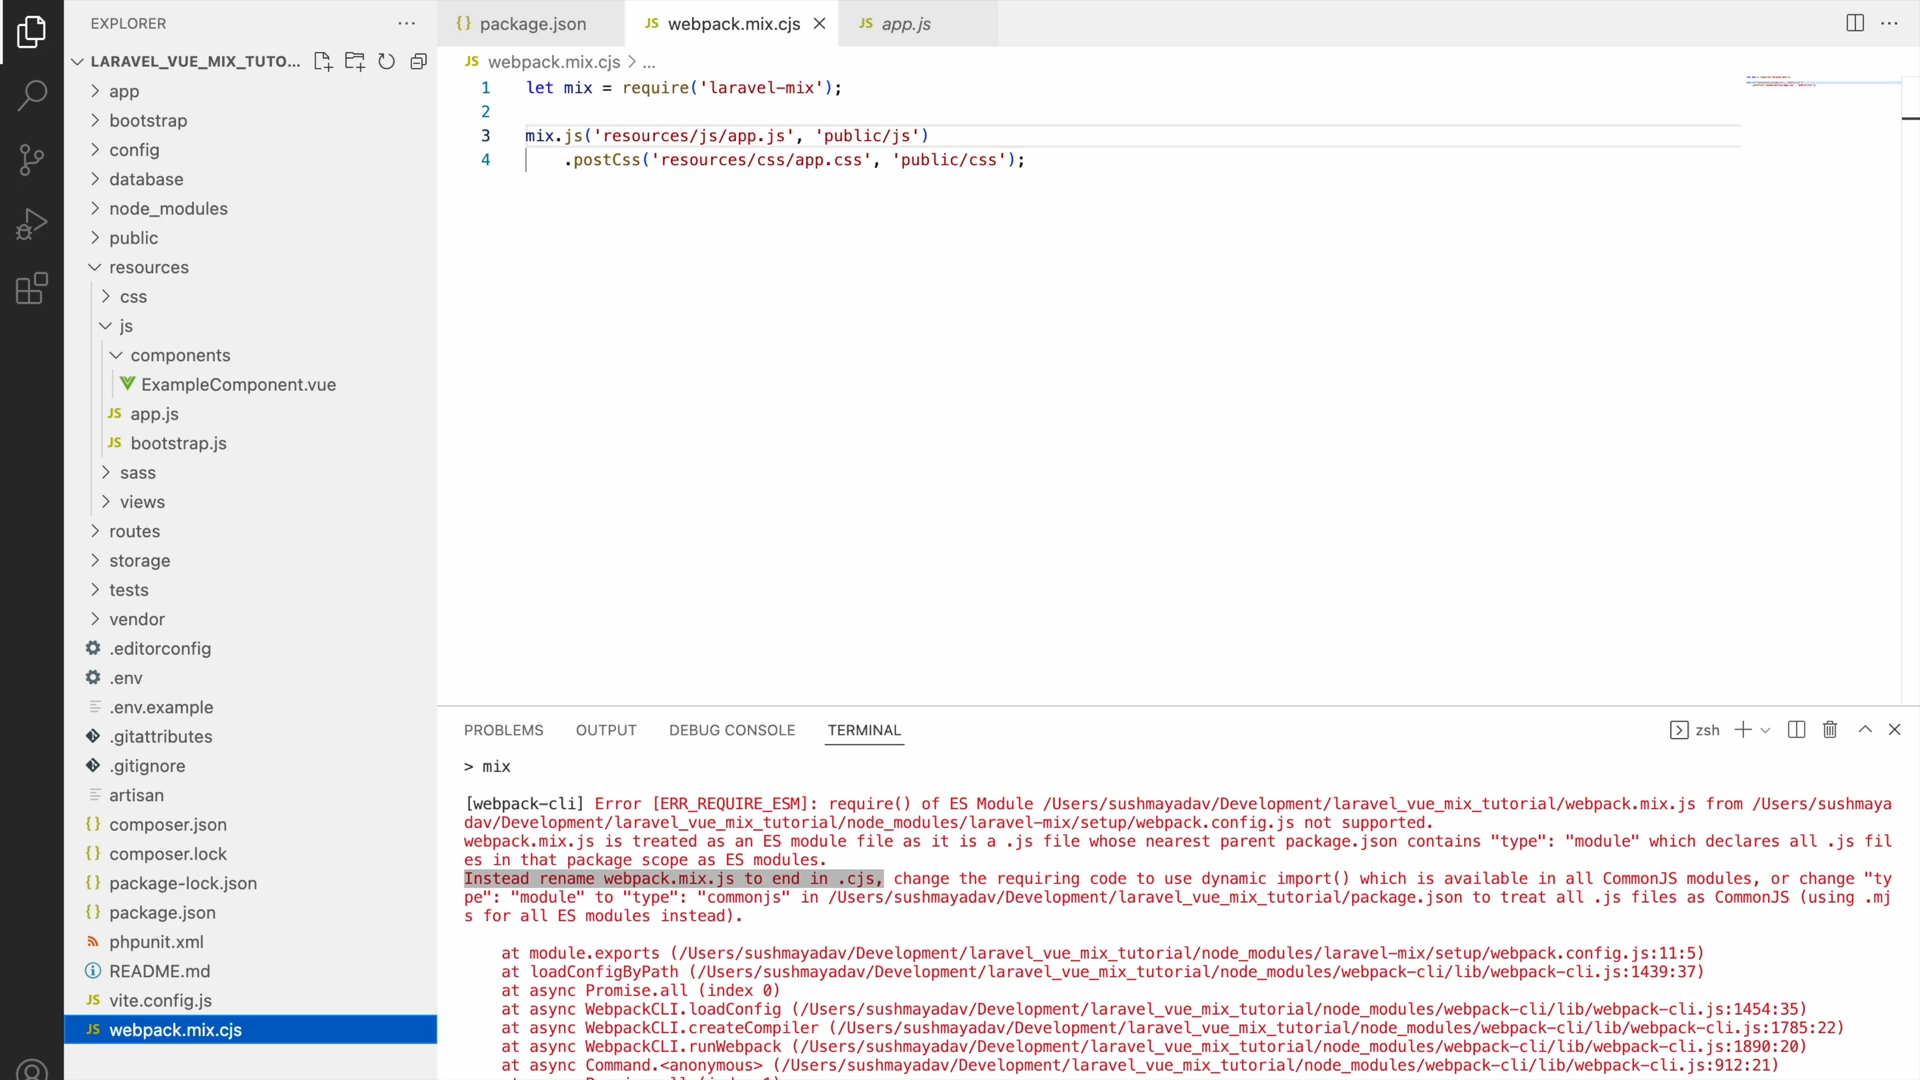 EXPLORER
LARAVEL_VUE_MIX_TUTO...
app
bootstrap
config
database
node_modules
public
resources
css
js
components
ExampleComponent.vue
JS app.js
JS bootstrap.js
sass
views
routes
storage
tests
vendor
.editorconfig
.env
.env.example
.gitattributes
.gitignore
artisan
{} composer.json
{} composer.lock
{} package-lock.json
{} package.json
phpunit.xml
README.md
JS vite.config.js
JS webpack.mix.cjs
{} package.json
JS webpack.mix.cjs
JS app.js
JS webpack.mix.cjs > ...
1 let mix = require('laravel-mix');
2
3 mix.js('resources/js/app.js', 'public/js')
4 .postCss('resources/css/app.css', 'public/css');
PROBLEMS OUTPUT DEBUG CONSOLE TERMINAL
zsh
> mix
[webpack-cli] Error [ERR_REQUIRE_ESM]: require() of ES Module /Users/sushmayadav/Development/laravel_vue_mix_tutorial/webpack.mix.js from /Users/sushmaya
dav/Development/laravel_vue_mix_tutorial/node_modules/laravel-mix/setup/webpack.config.js not supported.
webpack.mix.js is treated as an ES module file as it is a .js file whose nearest parent package.json contains "type": "module" which declares all .js fil
es in that package scope as ES modules.
Instead rename webpack.mix.js to end in .cjs, change the requiring code to use dynamic import() which is available in all CommonJS modules, or change "ty
pe": "module" to "type": "commonjs" in /Users/sushmayadav/Development/laravel_vue_mix_tutorial/package.json to treat all .js files as CommonJS (using .mj
s for all ES modules instead).
at module.exports (/Users/sushmayadav/Development/laravel_vue_mix_tutorial/node_modules/laravel-mix/setup/webpack.config.js:11:5)
at loadConfigByPath (/Users/sushmayadav/Development/laravel_vue_mix_tutorial/node_modules/webpack-cli/lib/webpack-cli.js:1439:37)
at async Promise.all (index 0)
at async WebpackCLI.loadConfig (/Users/sushmayadav/Development/laravel_vue_mix_tutorial/node_modules/webpack-cli/lib/webpack-cli.js:1454:35)
at async WebpackCLI.createCompiler (/Users/sushmayadav/Development/laravel_vue_mix_tutorial/node_modules/webpack-cli/lib/webpack-cli.js:1785:22)
at async WebpackCLI.runWebpack (/Users/sushmayadav/Development/laravel_vue_mix_tutorial/node_modules/webpack-cli/lib/webpack-cli.js:1890:20)
at async Command.<anonymous> (/Users/sushmayadav/Development/laravel_vue_mix_tutorial/node_modules/webpack-cli/lib/webpack-cli.js:912:21)